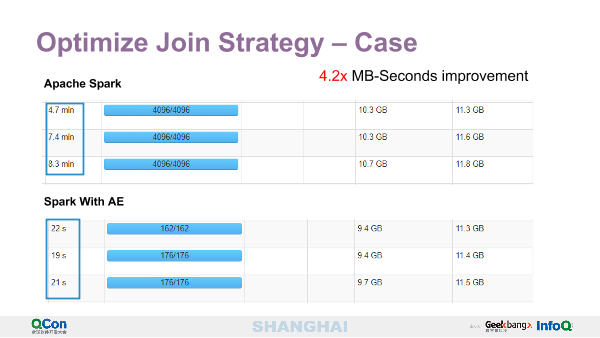 Optimize Join Strategy – Case
4.2x MB-Seconds improvement
Apache Spark
4.7 min 4096/4096 10.3 GB 11.3 GB
7.4 min 4096/4096 10.3 GB 11.6 GB
8.3 min 4096/4096 10.7 GB 11.8 GB
Spark With AE
22 s 162/162 9.4 GB 11.3 GB
19 s 176/176 9.4 GB 11.4 GB
21 s 176/176 9.7 GB 11.5 GB
QCon
SHANGHAI
Geekbang>
InfoQ